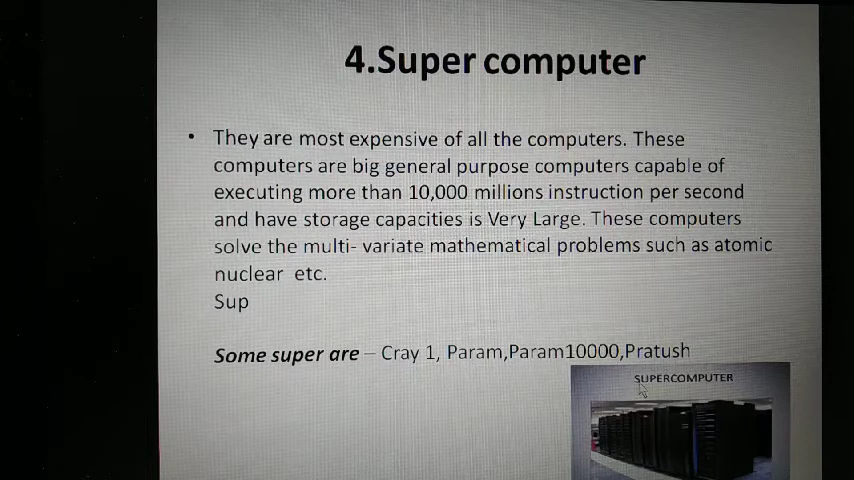 4.Super computer
• They are most expensive of all the computers. These
computers are big general purpose computers capable of
executing more than 10,000 millions instruction per second
and have storage capacities is Very Large. These computers
solve the multi- variate mathematical problems such as atomic
nuclear etc.
Sup
Some super are – Cray 1, Param,Param10000,Pratush
SUPERCOMPUTER